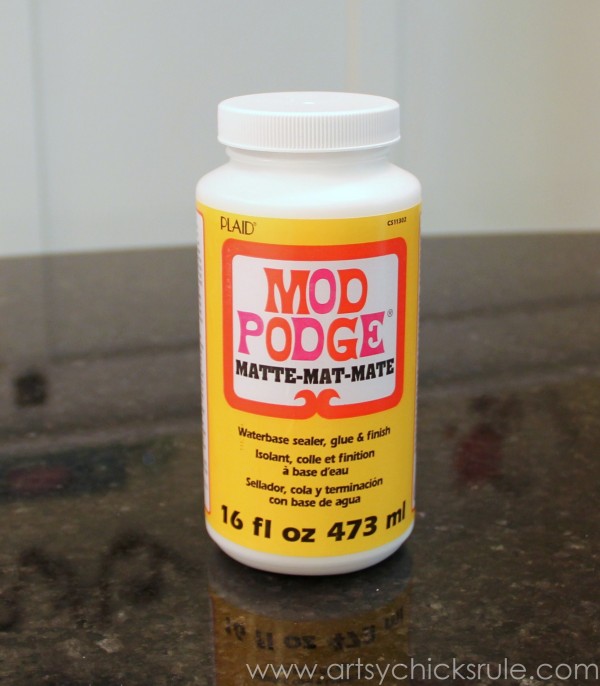 PLAID®
CS11302
MOD
PODGE®
MATTE-MAT-MATE
Waterbase sealer, glue & finish
Isolant, colle et finition
à base d'eau
Sellador, cola y terminación
con base de agua
16 fl oz 473 ml
www.artsychicksrule.com